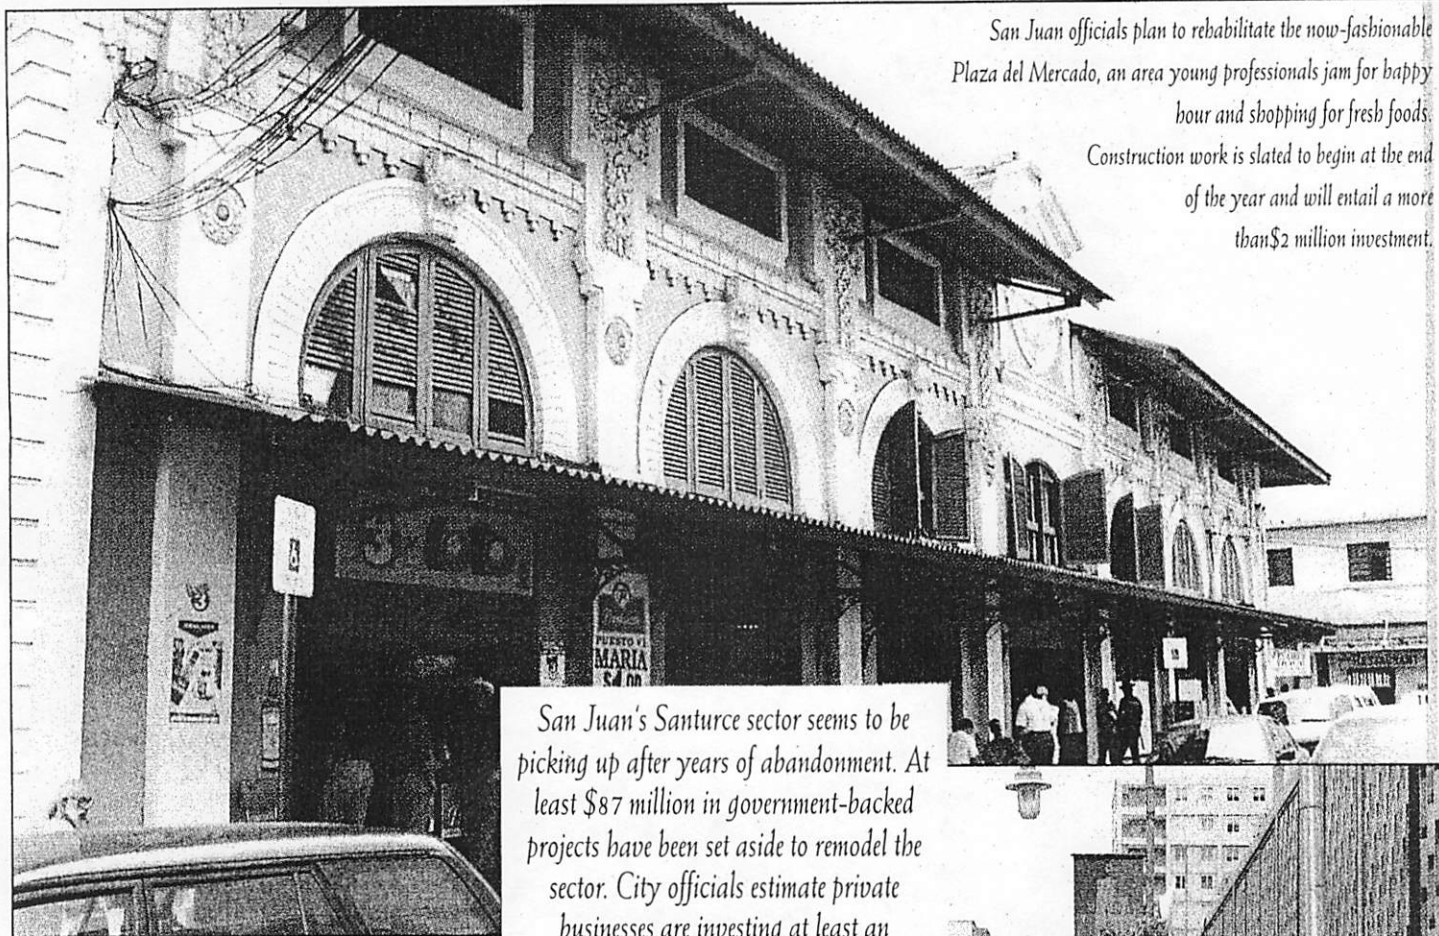 San Juan officials plan to rehabilitate the now-fashionable
Plaza del Mercado, an area young professionals jam for happy
hour and shopping for fresh foods.
Construction work is slated to begin at the end
of the year and will entail a more
than$2 million investment.
PUESTO #1
MARIA
San Juan's Santurce sector seems to be
picking up after years of abandonment. At
least $87 million in government-backed
projects have been set aside to remodel the
sector. City officials estimate private
businesses are investing at least an